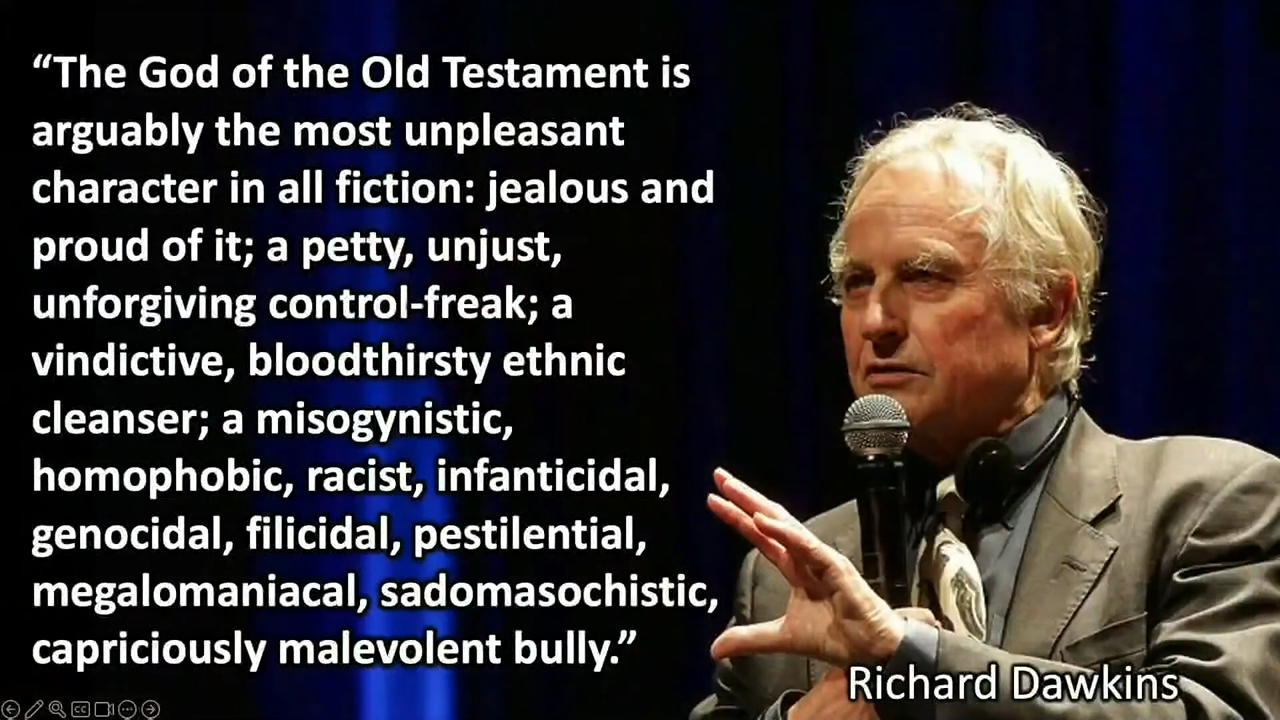 “The God of the Old Testament is
arguably the most unpleasant
character in all fiction: jealous and
proud of it; a petty, unjust,
unforgiving control-freak; a
vindictive, bloodthirsty ethnic
cleanser; a misogynistic,
homophobic, racist, infanticidal,
genocidal, filicidal, pestilential,
megalomaniacal, sadomasochistic,
capriciously malevolent bully.”
Richard Dawkins
CC